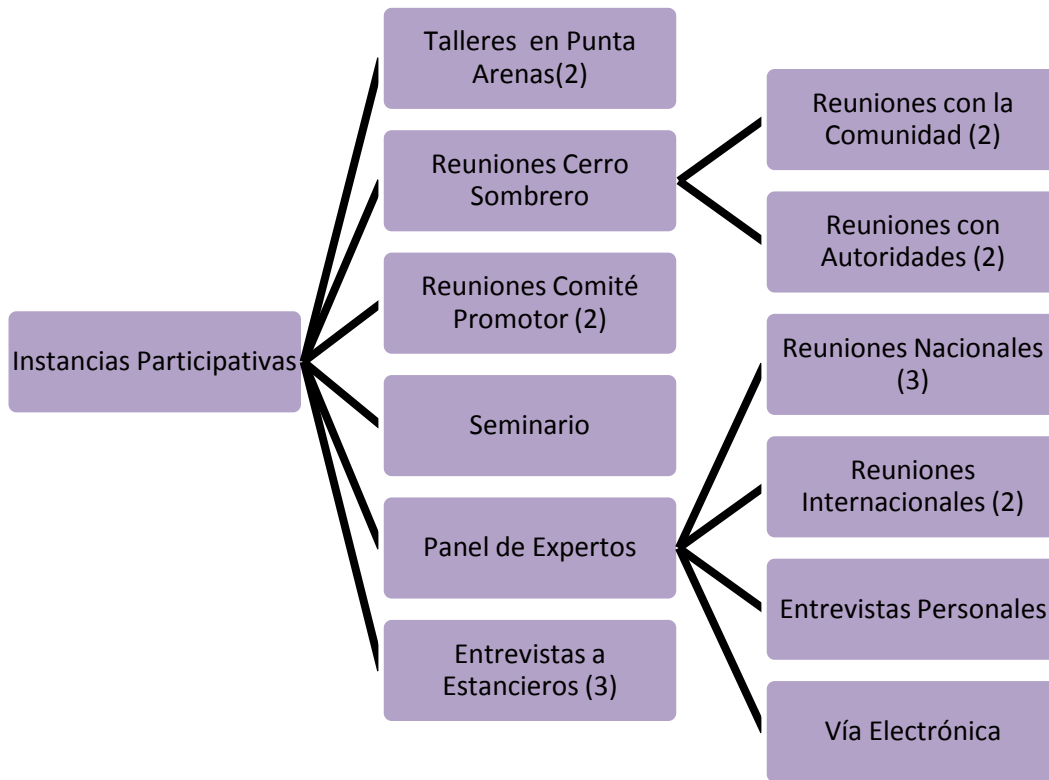 Instancias Participativas
Talleres en Punta
Arenas(2)
Reuniones Cerro
Sombrero
Reuniones Comité
Promotor (2)
Seminario
Panel de Expertos
Entrevistas a
Estancieros (3)
Reuniones con la
Comunidad (2)
Reuniones con
Autoridades (2)
Reuniones Nacionales
(3)
Reuniones
Internacionales (2)
Entrevistas Personales
Vía Electrónica